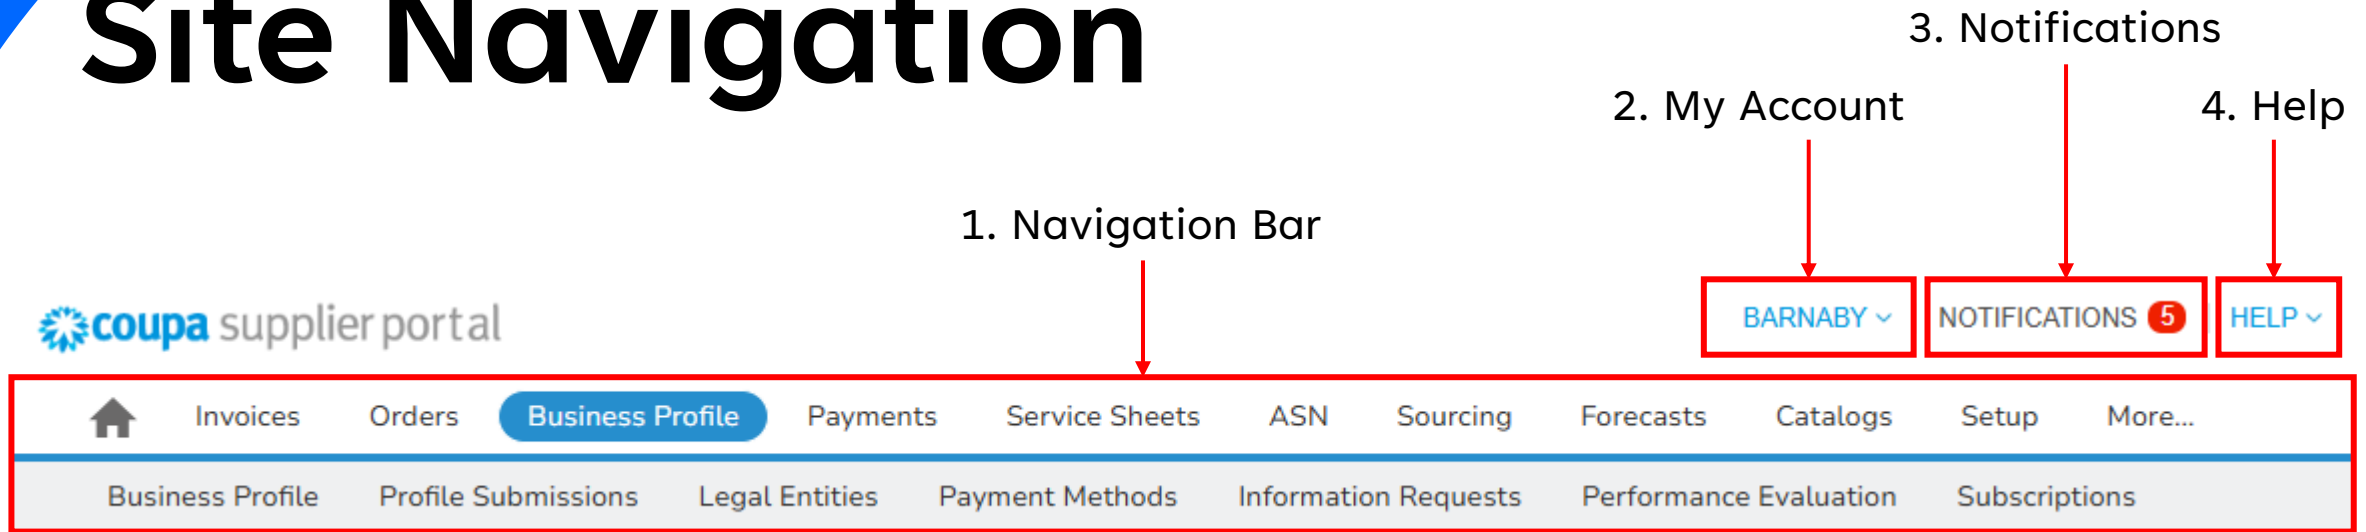 Site Navigation
3. Notifications
2. My Account
4. Help
1. Navigation Bar
coupa supplier portal
BARNABY
NOTIFICATIONS 5
HELP
Invoices Orders Business Profile Payments Service Sheets ASN Sourcing Forecasts Catalogs Setup More...
Business Profile Profile Submissions Legal Entities Payment Methods Information Requests Performance Evaluation Subscriptions